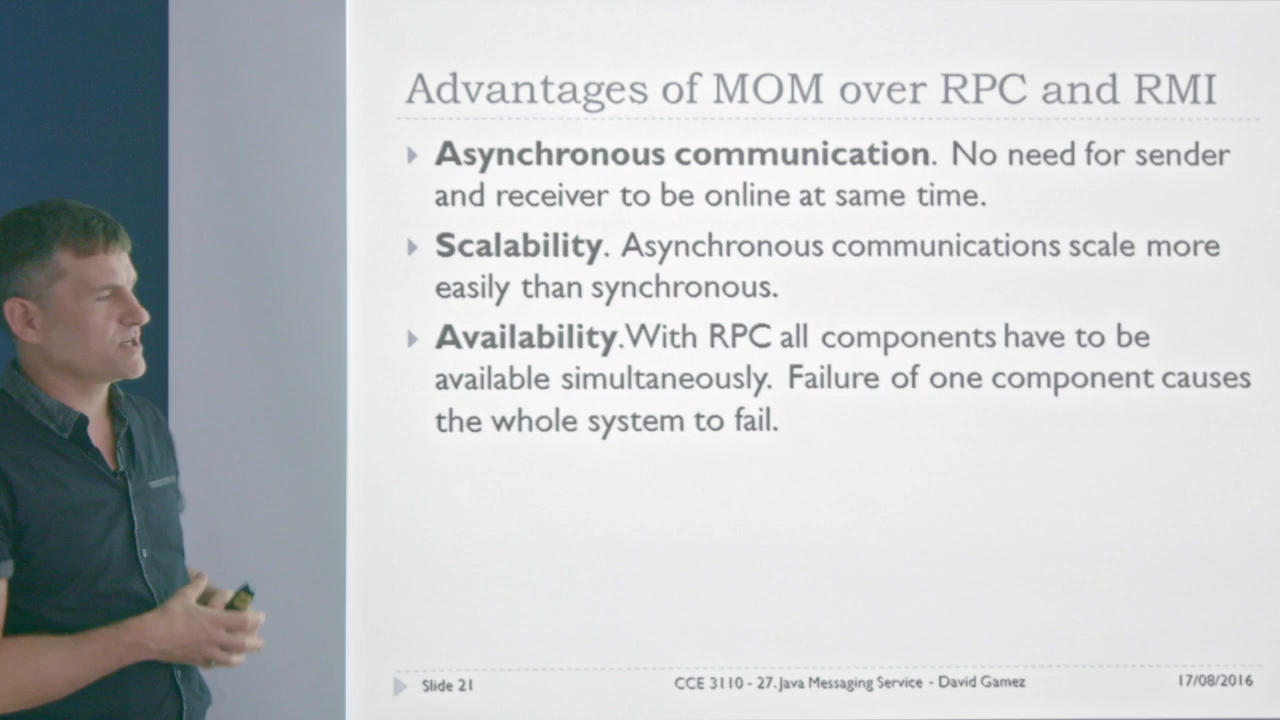 Advantages of MOM over RPC and RMI
Asynchronous communication. No need for sender
and receiver to be online at same time.
Scalability. Asynchronous communications scale more
easily than synchronous.
Availability.With RPC all components have to be
available simultaneously. Failure of one component causes
the whole system to fail.
Slide 21
CCE 3110 - 27. Java Messaging Service - David Gamez
17/08/2016